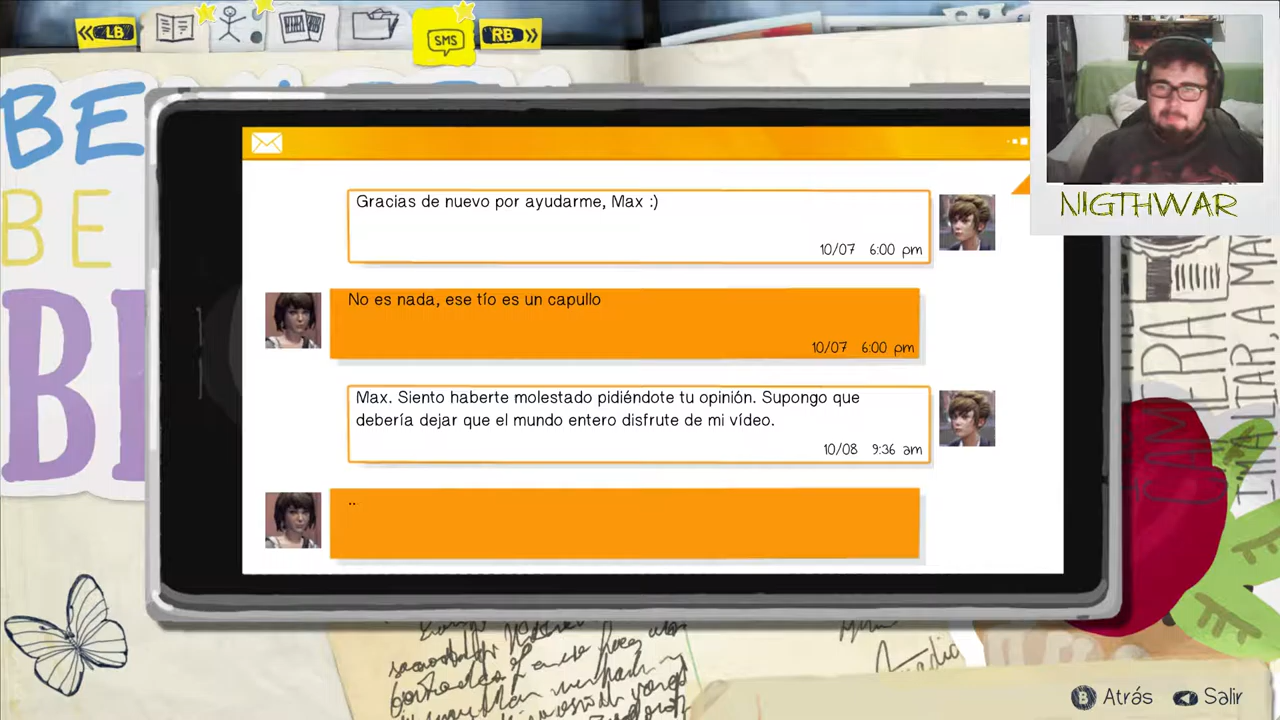 LB
SMS
RB
NIGTHWAR
BE
BE
Gracias de nuevo por ayudarme, Max :)
10/07 6:00 pm
No es nada, ese tío es un capullo
10/07 6:00 pm
Max. Siento haberte molestado pidiéndote tu opinión. Supongo que
debería dejar que el mundo entero disfrute de mi vídeo.
10/08 9:36 am
..
B Atrás
Salir